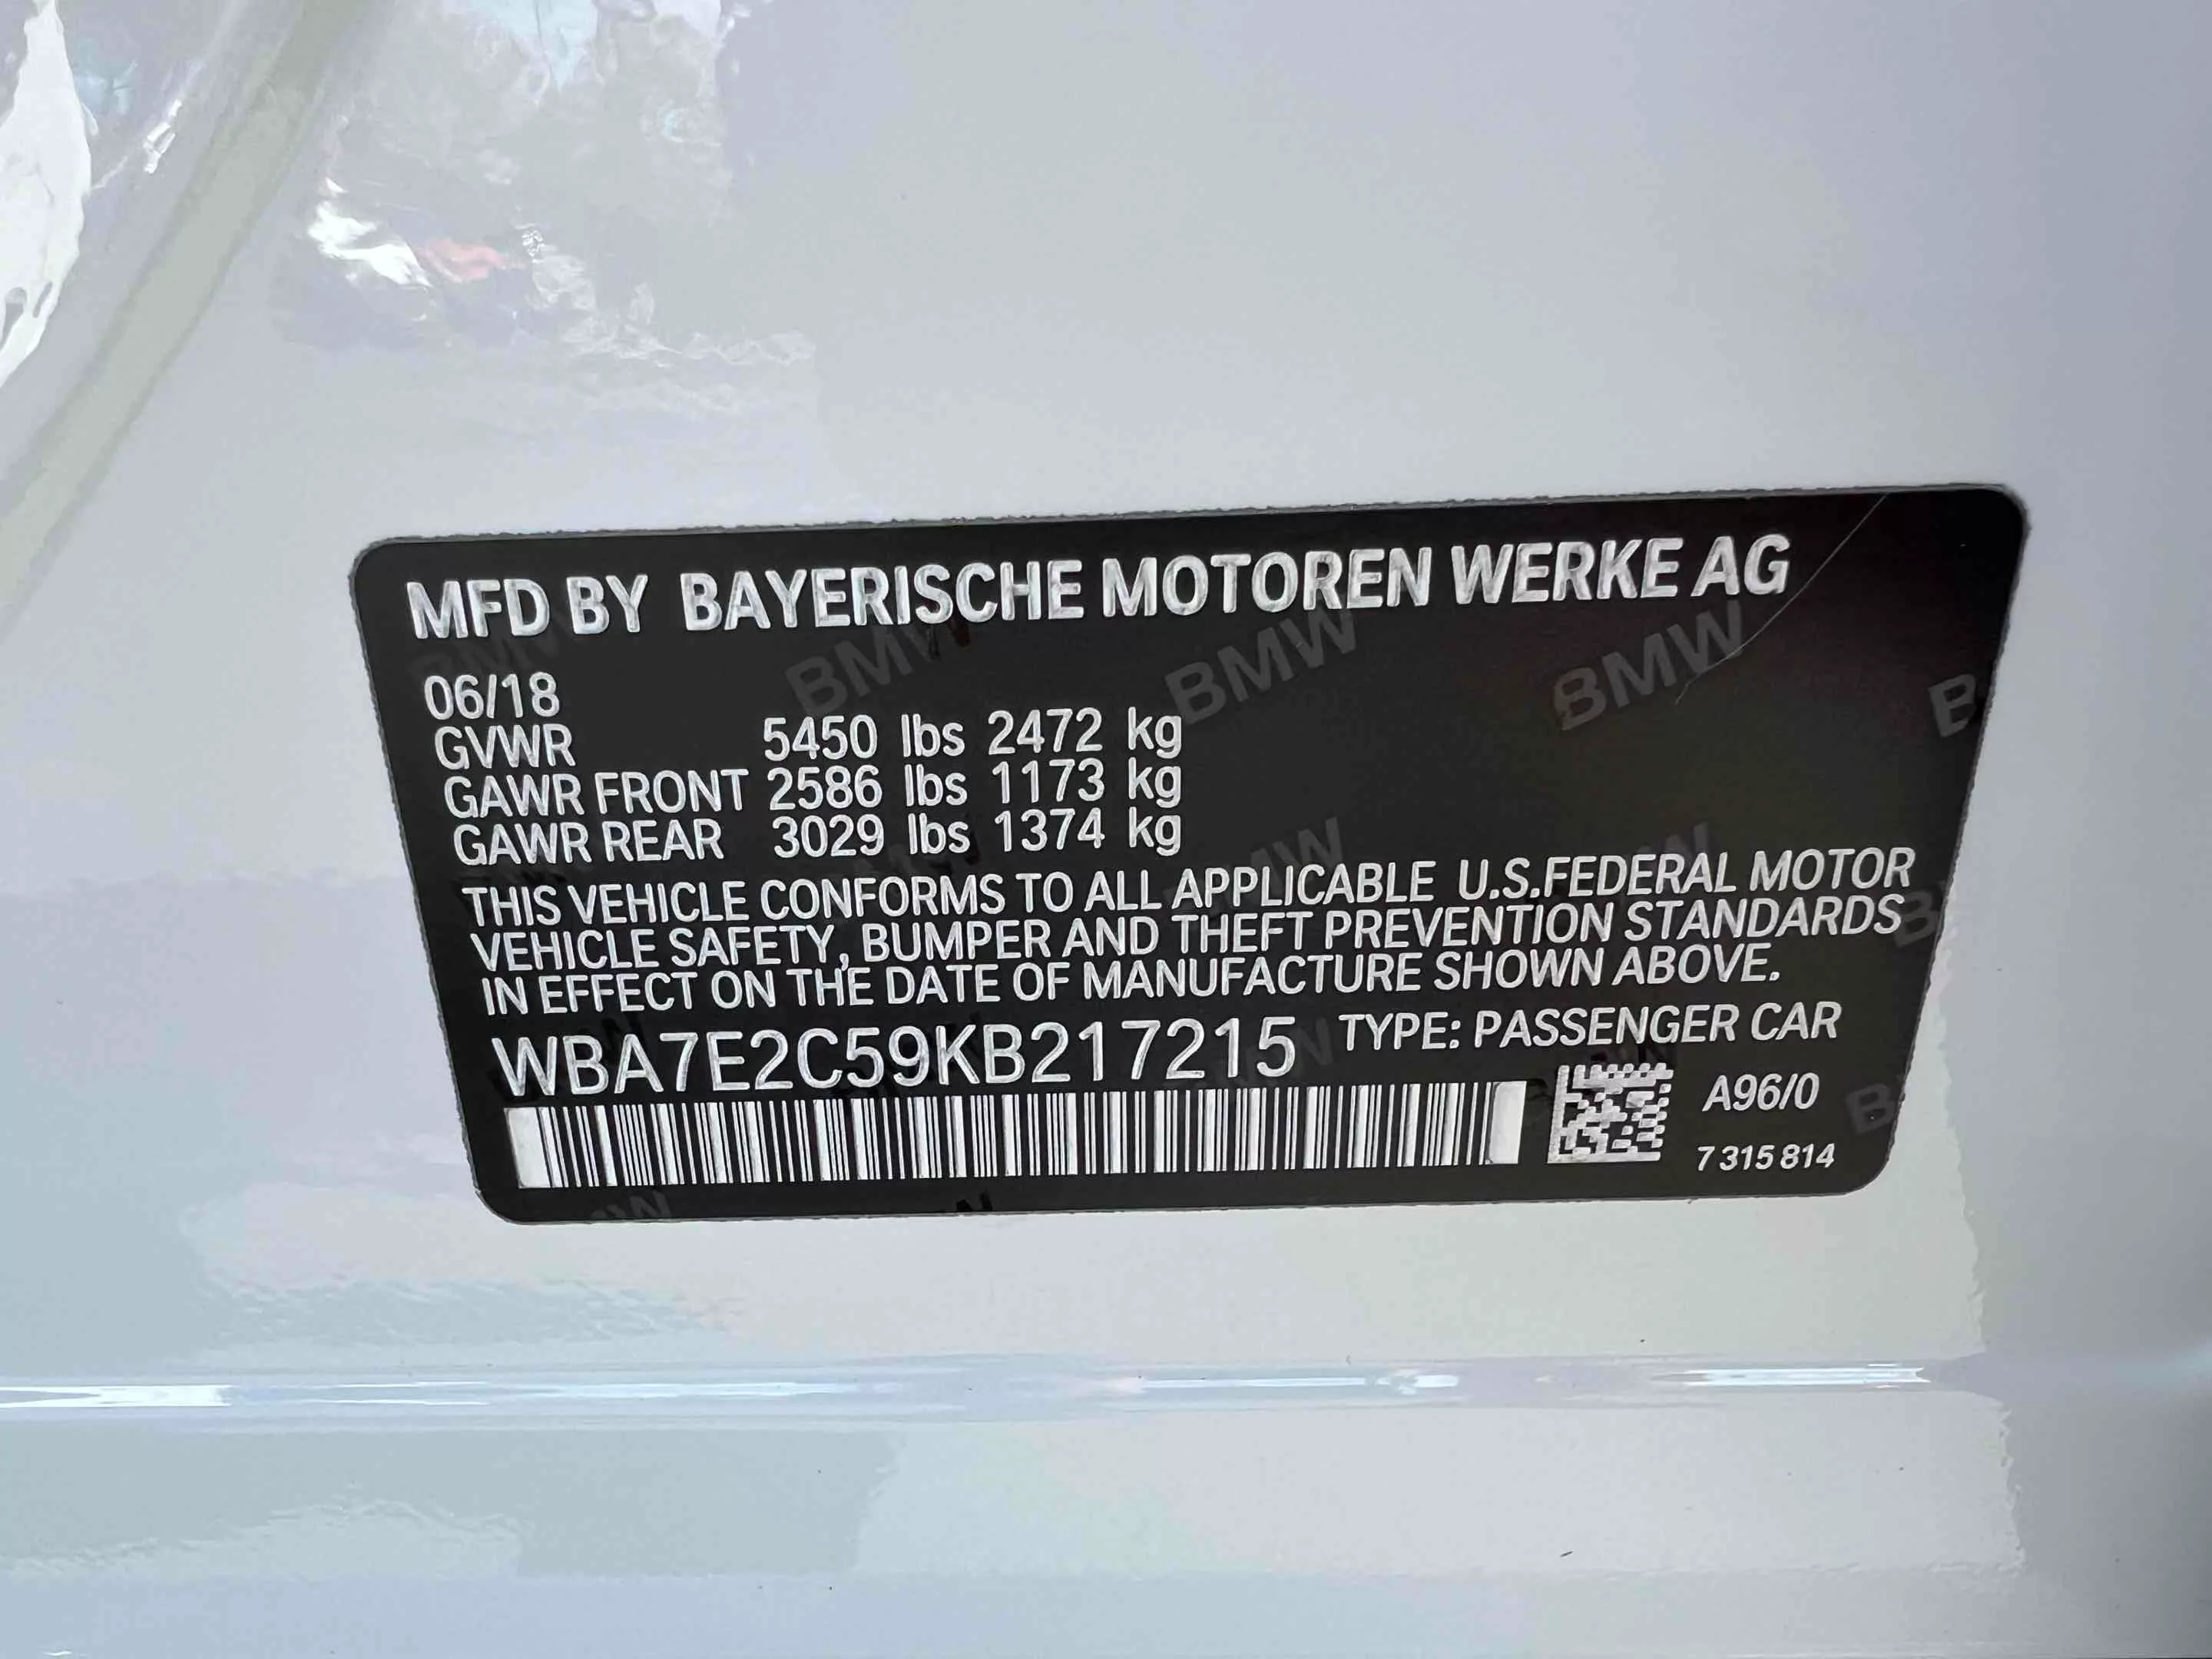 MFD BY BAYERISCHE MOTOREN WERKE AG
06/18
GVWR 5450 lbs 2472 kg
GAWR FRONT 2586 lbs 1173 kg
GAWR REAR 3029 lbs 1374 kg
THIS VEHICLE CONFORMS TO ALL APPLICABLE U.S.FEDERAL MOTOR
VEHICLE SAFETY, BUMPER AND THEFT PREVENTION STANDARDS
IN EFFECT ON THE DATE OF MANUFACTURE SHOWN ABOVE.
WBA7E2C59KB217215 TYPE: PASSENGER CAR
A96/0
7 315 814
BMW BMW BMW